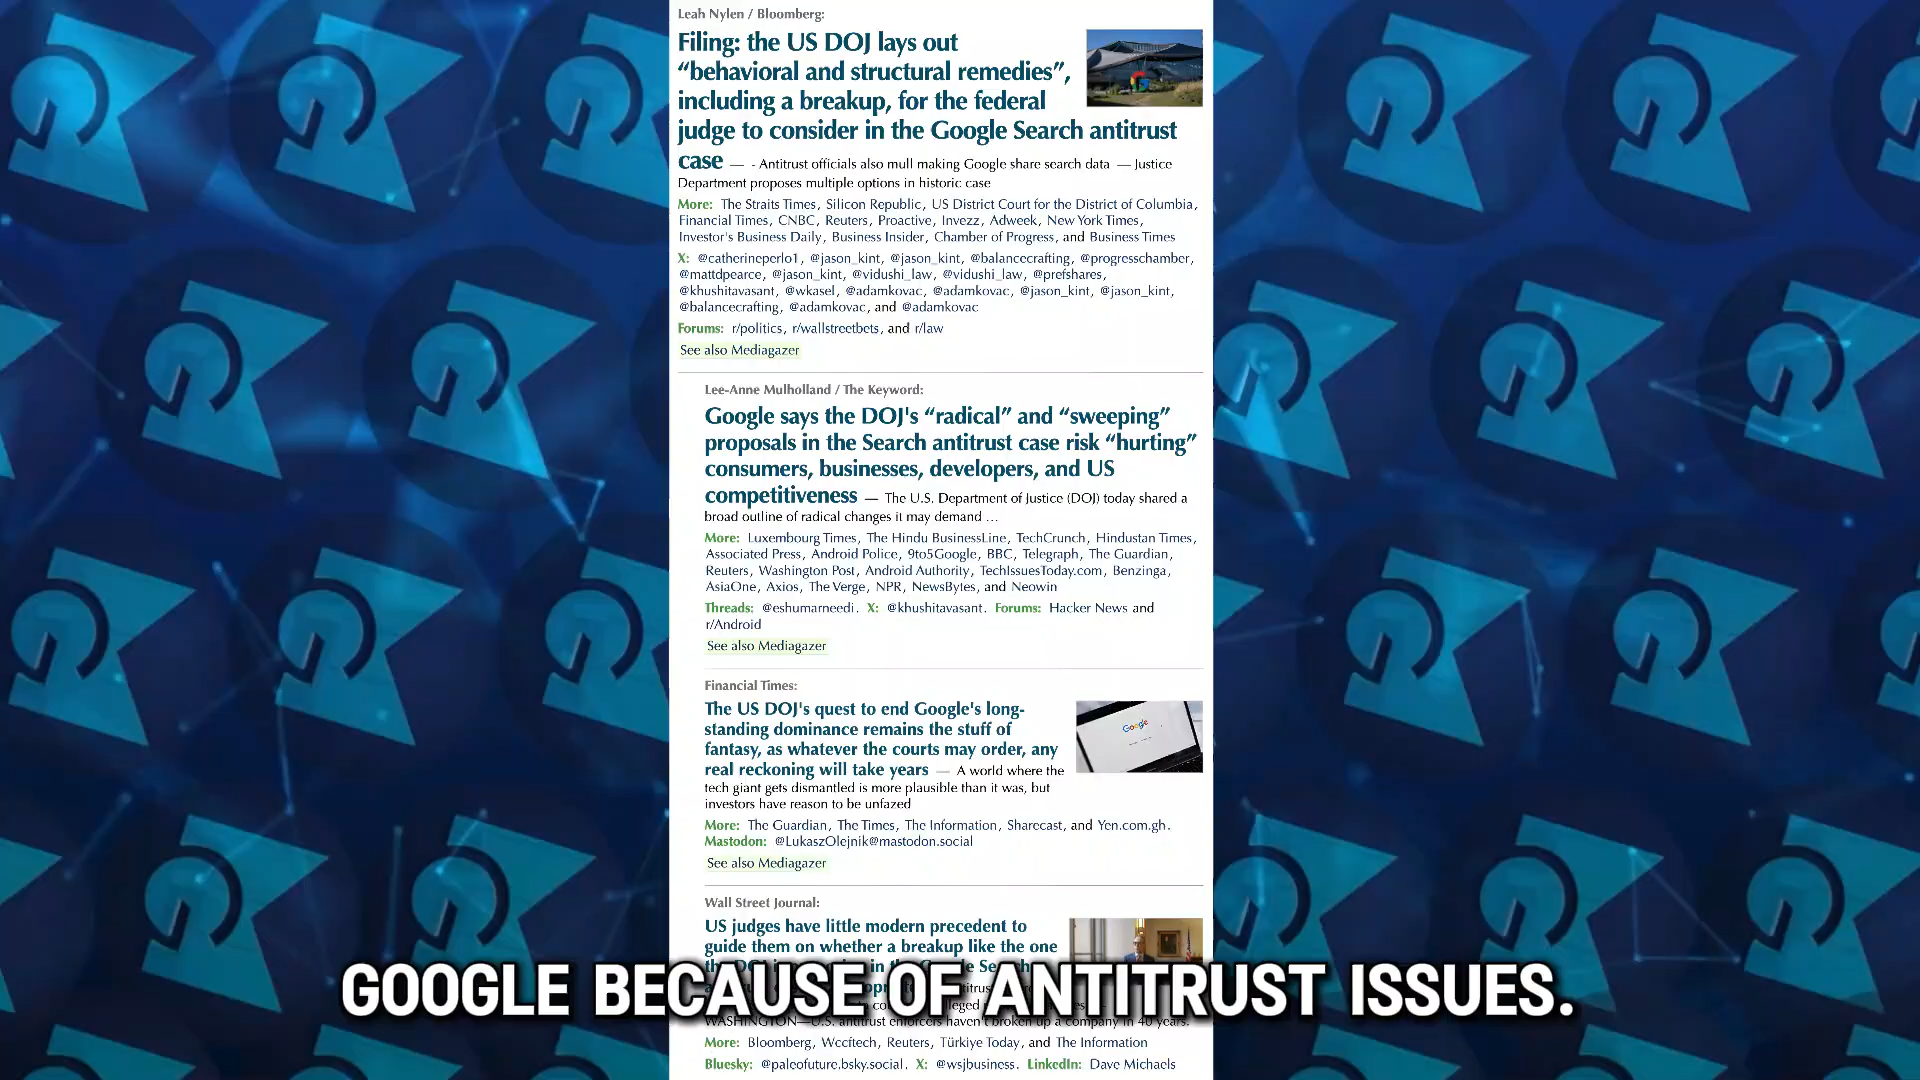 Leah Nylen / Bloomberg:
Filing: the US DOJ lays out
“behavioral and structural remedies”,
including a breakup, for the federal
judge to consider in the Google Search antitrust
case — - Antitrust officials also mull making Google share search data — Justice
Department proposes multiple options in historic case
More: The Straits Times, Silicon Republic, US District Court for the District of Columbia,
Financial Times, CNBC, Reuters, Proactive, Invezz, Adweek, New York Times,
Investor's Business Daily, Business Insider, Chamber of Progress, and Business Times
X: @catherineperlo1, @jason_kint, @jason_kint, @balancecrafting, @progresschamber,
@mattdpearce, @jason_kint, @vidushi_law, @vidushi_law, @prefshares,
@khushitavasant, @wkasel, @adamkovac, @adamkovac, @jason_kint, @jason_kint,
@balancecrafting, @adamkovac, and @adamkovac
Forums: r/politics, r/wallstreetbets, and r/law
See also Mediagazer
Lee-Anne Mulholland / The Keyword:
Google says the DOJ's “radical” and “sweeping”
proposals in the Search antitrust case risk “hurting”
consumers, businesses, developers, and US
competitiveness — The U.S. Department of Justice (DOJ) today shared a
broad outline of radical changes it may demand …
More: Luxembourg Times, The Hindu BusinessLine, TechCrunch, Hindustan Times,
Associated Press, Android Police, 9to5Google, BBC, Telegraph, The Guardian,
Reuters, Washington Post, Android Authority, TechIssuesToday.com, Benzinga,
AsiaOne, Axios, The Verge, NPR, NewsBytes, and Neowin
Threads: @eshumarneedi. X: @khushitavasant. Forums: Hacker News and
r/Android
See also Mediagazer
Financial Times:
The US DOJ's quest to end Google's long-
standing dominance remains the stuff of
fantasy, as whatever the courts may order, any
real reckoning will take years — A world where the
tech giant gets dismantled is more plausible than it was, but
investors have reason to be unfazed
Google
More: The Guardian, The Times, The Information, Sharecast, and Yen.com.gh.
Mastodon: @LukaszOlejnik@mastodon.social
See also Mediagazer
Wall Street Journal:
US judges have little modern precedent to
guide them on whether a breakup like the one
GOOGLE BECAUSE OF ANTITRUST ISSUES.
WASHINGTON—U.S. antitrust enforcers haven't broken up a company in 40 years.
More: Bloomberg, Wccftech, Reuters, Türkiye Today, and The Information
Bluesky: @paleofuture.bsky.social. X: @wsjbusiness. LinkedIn: Dave Michaels